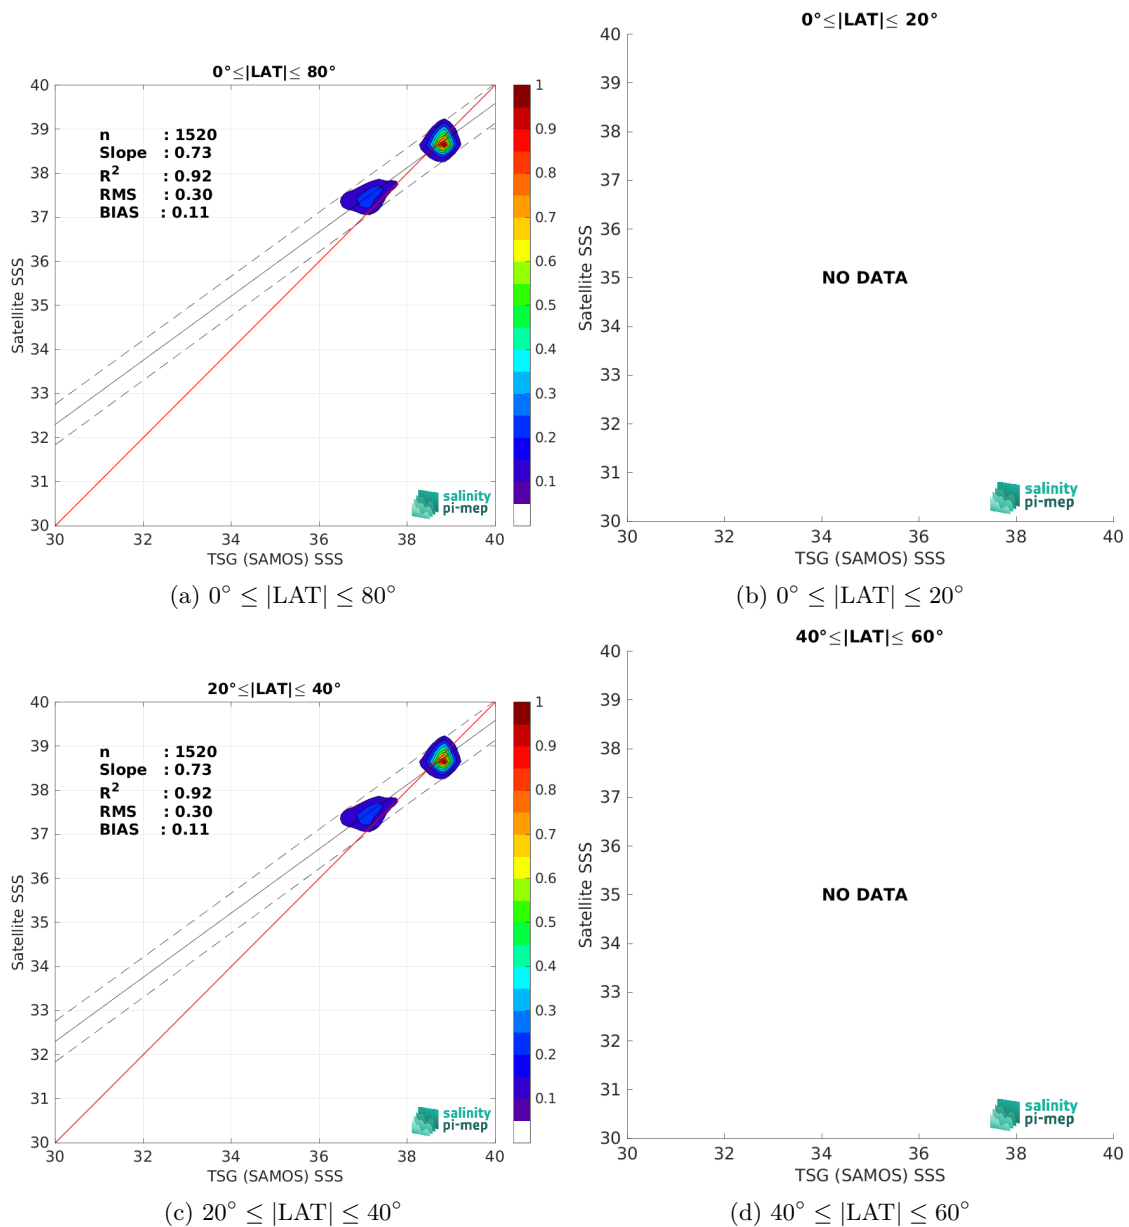 0°≤|LAT|≤ 80°
n : 1520
Slope : 0.73
R² : 0.92
RMS : 0.30
BIAS : 0.11
Satellite SSS
40
39
38
37
36
35
34
33
32
31
30
30 32 34 36 38 40
TSG (SAMOS) SSS
1
0.9
0.8
0.7
0.6
0.5
0.4
0.3
0.2
0.1
salinity
pi-mep
(a) 0° ≤ |LAT| ≤ 80°
0°≤|LAT|≤ 20°
Satellite SSS
40
39
38
37
36
35
34
33
32
31
30
NO DATA
30 32 34 36 38 40
TSG (SAMOS) SSS
salinity
pi-mep
(b) 0° ≤ |LAT| ≤ 20°
20°≤|LAT|≤ 40°
n : 1520
Slope : 0.73
R² : 0.92
RMS : 0.30
BIAS : 0.11
Satellite SSS
40
39
38
37
36
35
34
33
32
31
30
30 32 34 36 38 40
TSG (SAMOS) SSS
1
0.9
0.8
0.7
0.6
0.5
0.4
0.3
0.2
0.1
salinity
pi-mep
(c) 20° ≤ |LAT| ≤ 40°
40°≤|LAT|≤ 60°
Satellite SSS
40
39
38
37
36
35
34
33
32
31
30
NO DATA
30 32 34 36 38 40
TSG (SAMOS) SSS
salinity
pi-mep
(d) 40° ≤ |LAT| ≤ 60°